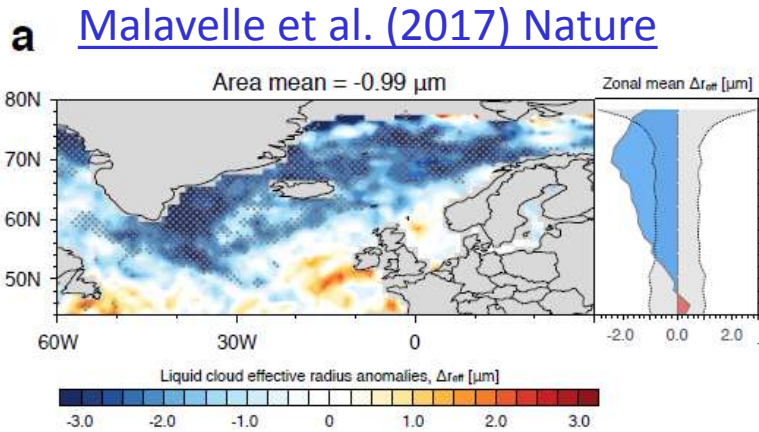 a Malavelle et al. (2017) Nature
Area mean = -0.99 μm
Zonal mean Δreff [μm]
80N
70N
60N
50N
60W 30W 0
-2.0 0.0 2.0
Liquid cloud effective radius anomalies, Δreff [μm]
-3.0 -2.0 -1.0 0 1.0 2.0 3.0